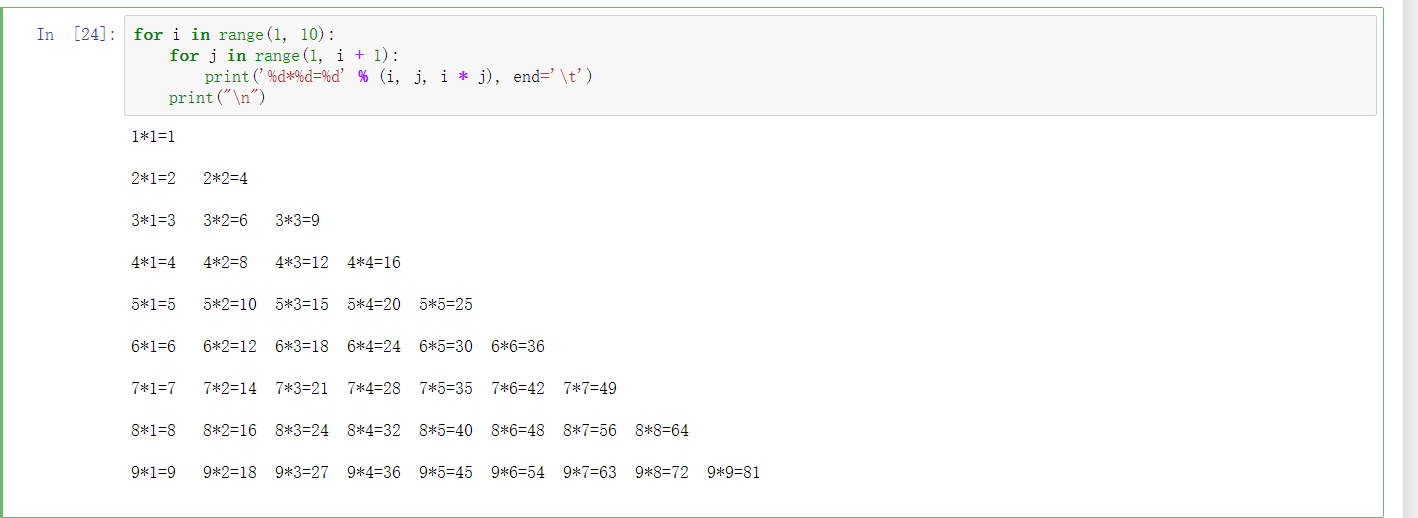 In [24]: for i in range(1, 10):
    for j in range(1, i + 1):
        print('%d*%d=%d' % (i, j, i * j), end='\t')
    print("\n")
1*1=1
2*1=2 2*2=4
3*1=3 3*2=6 3*3=9
4*1=4 4*2=8 4*3=12 4*4=16
5*1=5 5*2=10 5*3=15 5*4=20 5*5=25
6*1=6 6*2=12 6*3=18 6*4=24 6*5=30 6*6=36
7*1=7 7*2=14 7*3=21 7*4=28 7*5=35 7*6=42 7*7=49
8*1=8 8*2=16 8*3=24 8*4=32 8*5=40 8*6=48 8*7=56 8*8=64
9*1=9 9*2=18 9*3=27 9*4=36 9*5=45 9*6=54 9*7=63 9*8=72 9*9=81